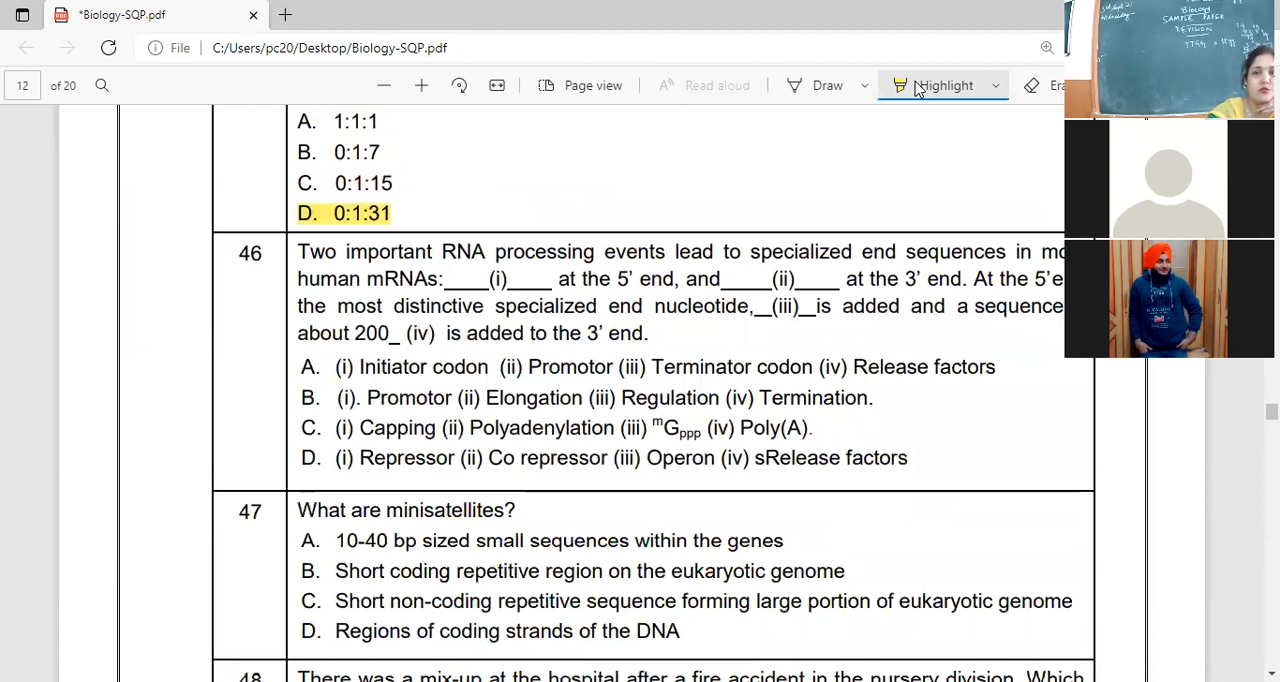 *Biology-SQP.pdf
File C:/Users/pc20/Desktop/Biology-SQP.pdf
12 of 20 Page view Read aloud Draw Highlight Era
Biology
SAMPLE PAPER
REVISION
A. 1:1:1
B. 0:1:7
C. 0:1:15
D. 0:1:31
46 Two important RNA processing events lead to specialized end sequences in mo
human mRNAs:____(i)____ at the 5’ end, and____(ii)____ at the 3’ end. At the 5’e
the most distinctive specialized end nucleotide,_(iii)_is added and a sequence
about 200_ (iv) is added to the 3’ end.
A. (i) Initiator codon (ii) Promotor (iii) Terminator codon (iv) Release factors
B. (i). Promotor (ii) Elongation (iii) Regulation (iv) Termination.
C. (i) Capping (ii) Polyadenylation (iii) mGppp (iv) Poly(A).
D. (i) Repressor (ii) Co repressor (iii) Operon (iv) sRelease factors
47 What are minisatellites?
A. 10-40 bp sized small sequences within the genes
B. Short coding repetitive region on the eukaryotic genome
C. Short non-coding repetitive sequence forming large portion of eukaryotic genome
D. Regions of coding strands of the DNA
48 There was a mix-up at the hospital after a fire accident in the nursery division. Which